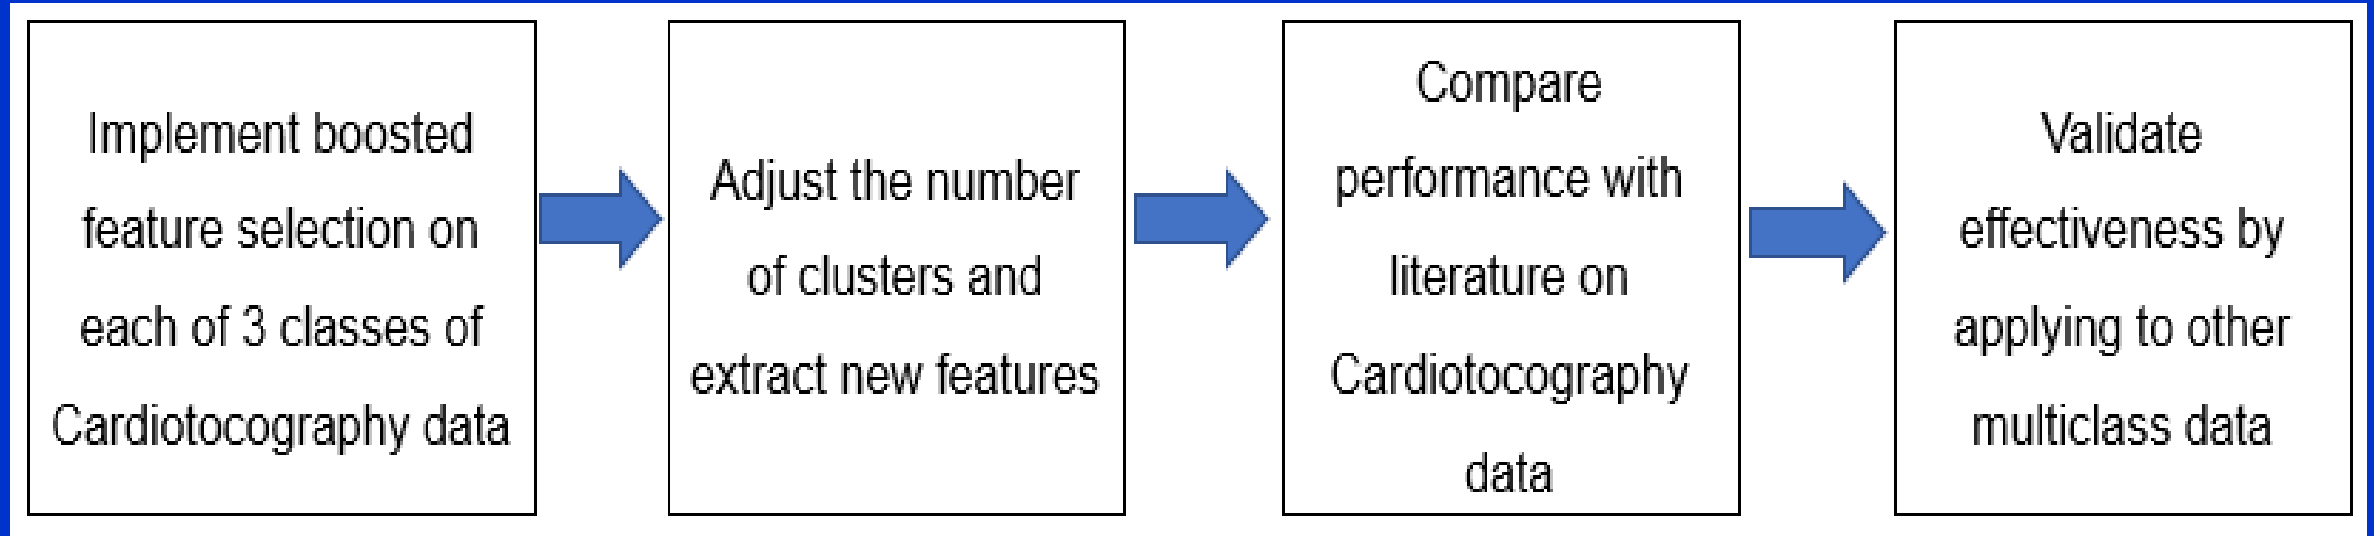 Implement boosted
feature selection on
each of 3 classes of
Cardiotocography data
Adjust the number
of clusters and
extract new features
Compare
performance with
literature on
Cardiotocography
data
Validate
effectiveness by
applying to other
multiclass data